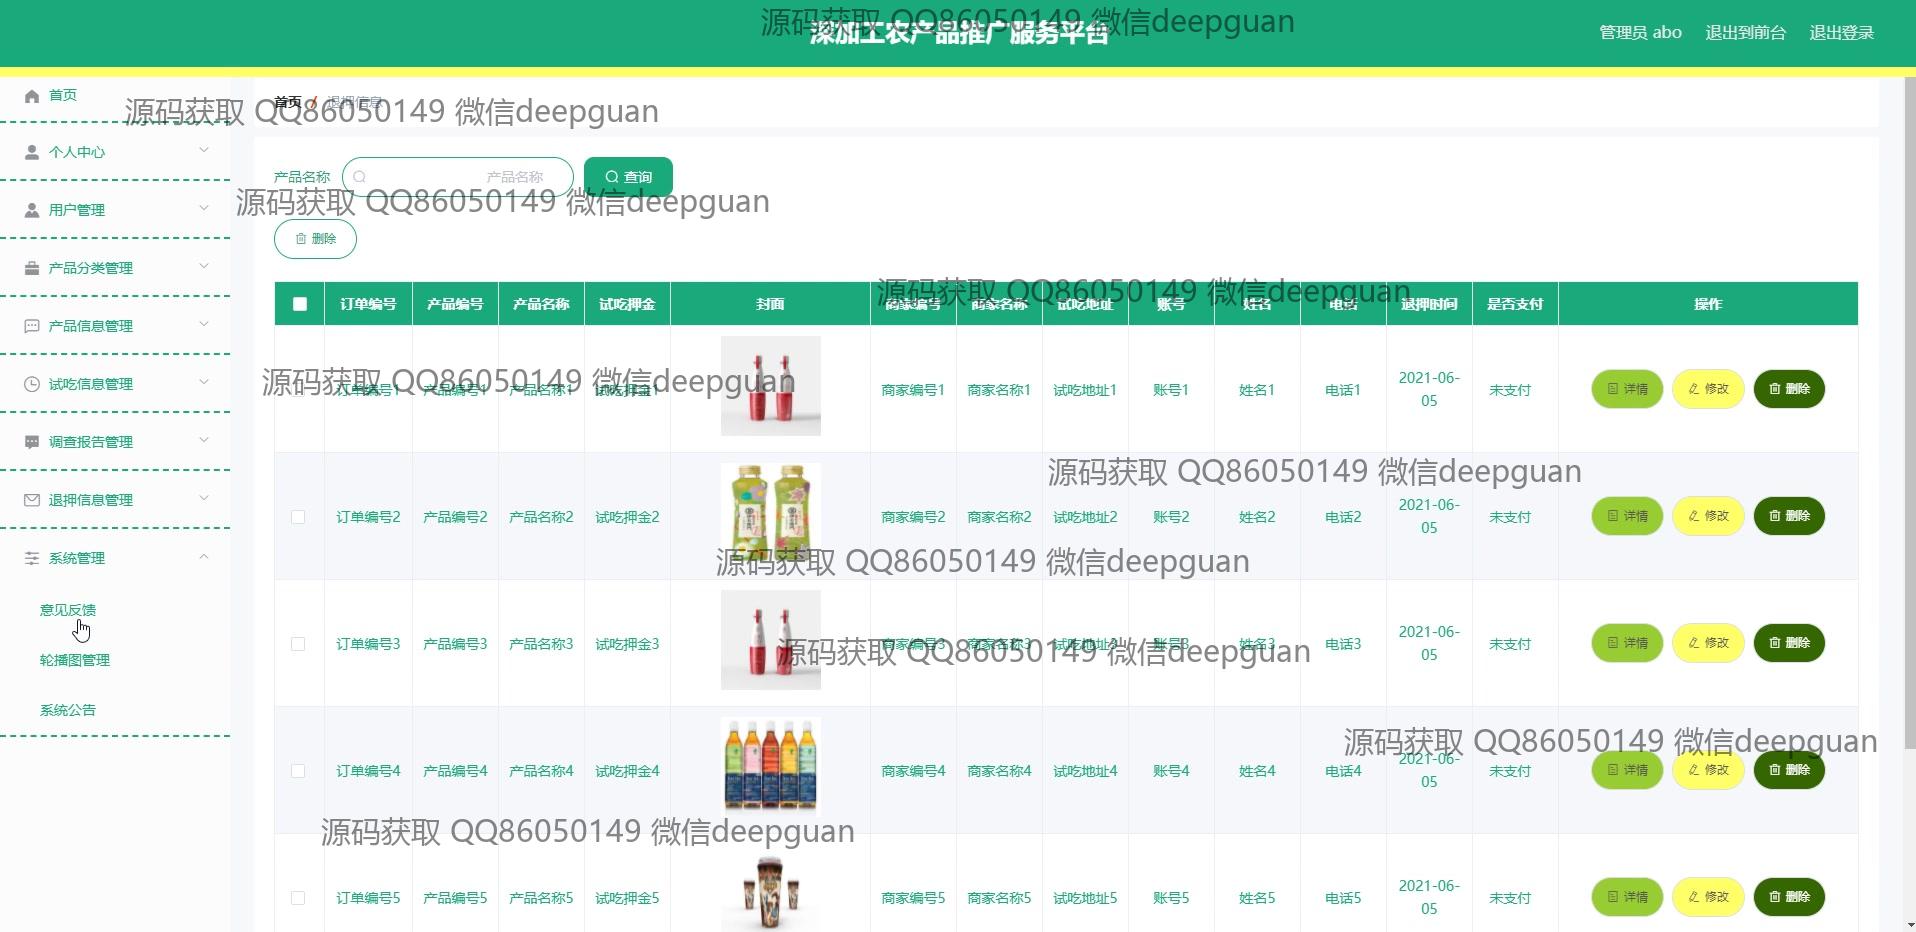 深加工农产品推广服务平台
源码获取 QQ86050149 微信deepguan
管理员 abo 退出到前台 退出登录
首页
首页 / 退押信息
源码获取 QQ86050149 微信deepguan
个人中心
产品名称 产品名称 查询
用户管理
源码获取 QQ86050149 微信deepguan
删除
产品分类管理
源码获取 QQ86050149 微信deepguan
订单编号 产品编号 产品名称 试吃押金 封面 商家编号 商家名称 试吃地址 账号 姓名 电话 退押时间 是否支付 操作
产品信息管理
试吃信息管理
源码获取 QQ86050149 微信deepguan
订单编号1 产品编号1 产品名称1 试吃押金1 商家编号1 商家名称1 试吃地址1 账号1 姓名1 电话1 2021-06-05 未支付 详情 修改 删除
调查报告管理
源码获取 QQ86050149 微信deepguan
退押信息管理
订单编号2 产品编号2 产品名称2 试吃押金2 商家编号2 商家名称2 试吃地址2 账号2 姓名2 电话2 2021-06-05 未支付 详情 修改 删除
系统管理
源码获取 QQ86050149 微信deepguan
意见反馈
订单编号3 产品编号3 产品名称3 试吃押金3 商家编号3 商家名称3 试吃地址3 账号3 姓名3 电话3 2021-06-05 未支付 详情 修改 删除
源码获取 QQ86050149 微信deepguan
轮播图管理
系统公告
源码获取 QQ86050149 微信deepguan
订单编号4 产品编号4 产品名称4 试吃押金4 商家编号4 商家名称4 试吃地址4 账号4 姓名4 电话4 2021-06-05 未支付 详情 修改 删除
源码获取 QQ86050149 微信deepguan
订单编号5 产品编号5 产品名称5 试吃押金5 商家编号5 商家名称5 试吃地址5 账号5 姓名5 电话5 2021-06-05 未支付 详情 修改 删除